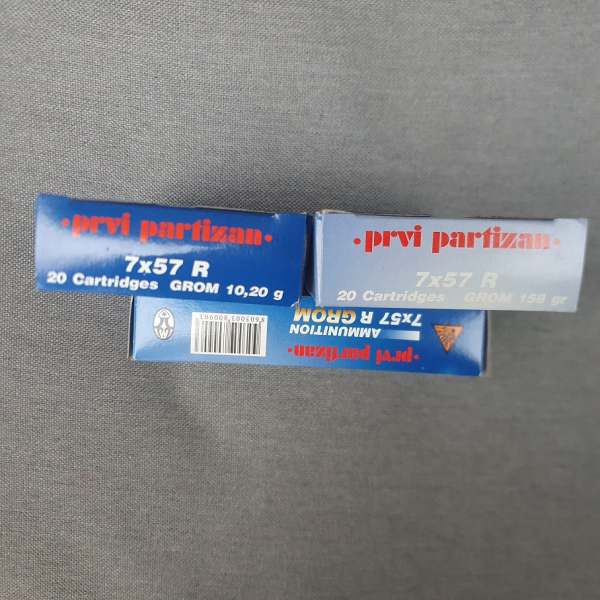 •prvi partizan•
7x57 R
20 Cartridges GROM 10,20 g
•prvi partizan•
7x57 R
20 Cartridges GROM 158 gr
•prvi partizan•
AMMUNITION
7x57 R GROM
8605003800903